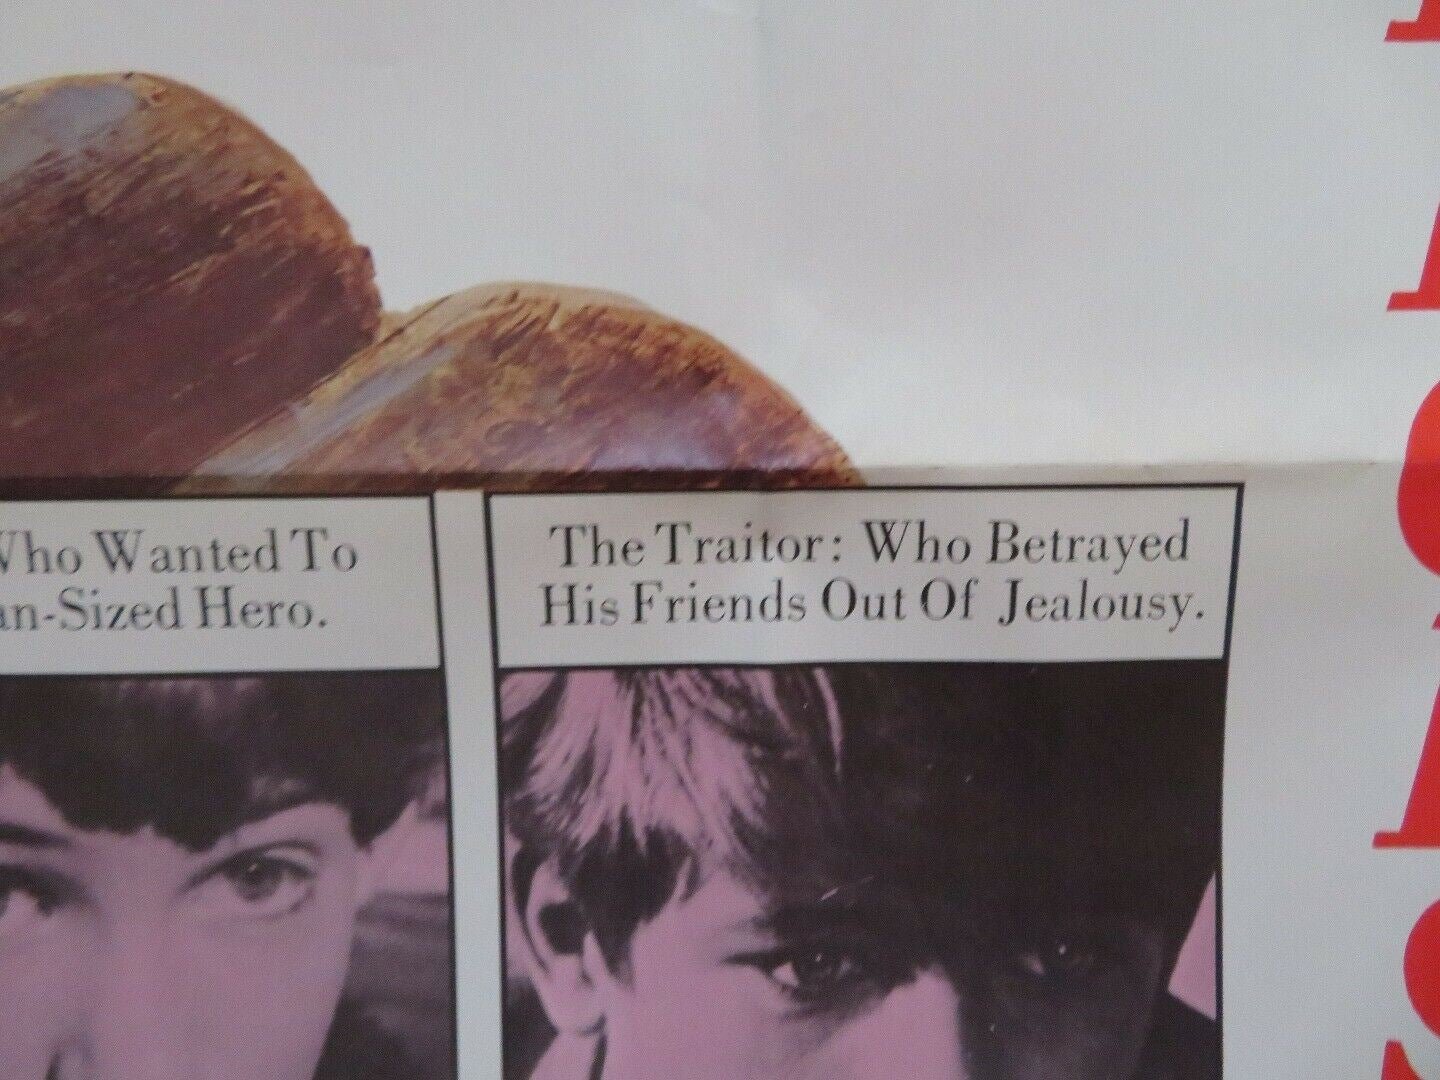 Who Wanted To
an-Sized Hero.
The Traitor: Who Betrayed
His Friends Out Of Jealousy.